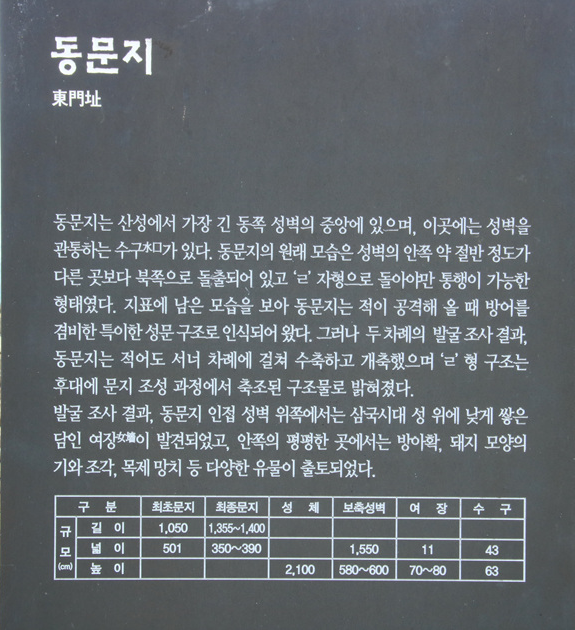 동문지
東門址
동문지는 산성에서 가장 긴 동쪽 성벽의 중앙에 있으며, 이곳에는 성벽을
관통하는 수구水口가 있다. 동문지의 원래 모습은 성벽의 안쪽 약 절반 정도가
다른 곳보다 북쪽으로 돌출되어 있고 ‘ㄹ’ 자형으로 돌아야만 통행이 가능한
형태였다. 지표에 남은 모습을 보아 동문지는 적이 공격해 올 때 방어를
겸비한 특이한 성문 구조로 인식되어 왔다. 그러나 두 차례의 발굴 조사 결과,
동문지는 적어도 서너 차례에 걸쳐 수축하고 개축했으며 ‘ㄹ’ 형 구조는
후대에 문지 조성 과정에서 축조된 구조물로 밝혀졌다.
발굴 조사 결과, 동문지 인접 성벽 위쪽에서는 삼국시대 성 위에 낮게 쌓은
담인 여장女墻이 발견되었고, 안쪽의 평평한 곳에서는 방아확, 돼지 모양의
기와 조각, 목제 망치 등 다양한 유물이 출토되었다.
구 분 최초문지 최종문지 성 체 보축성벽 여 장 수 구
규모(cm) 길 이 1,050 1,355~1,400
넓 이 501 350~390 1,550 11 43
높 이 2,100 580~600 70~80 63